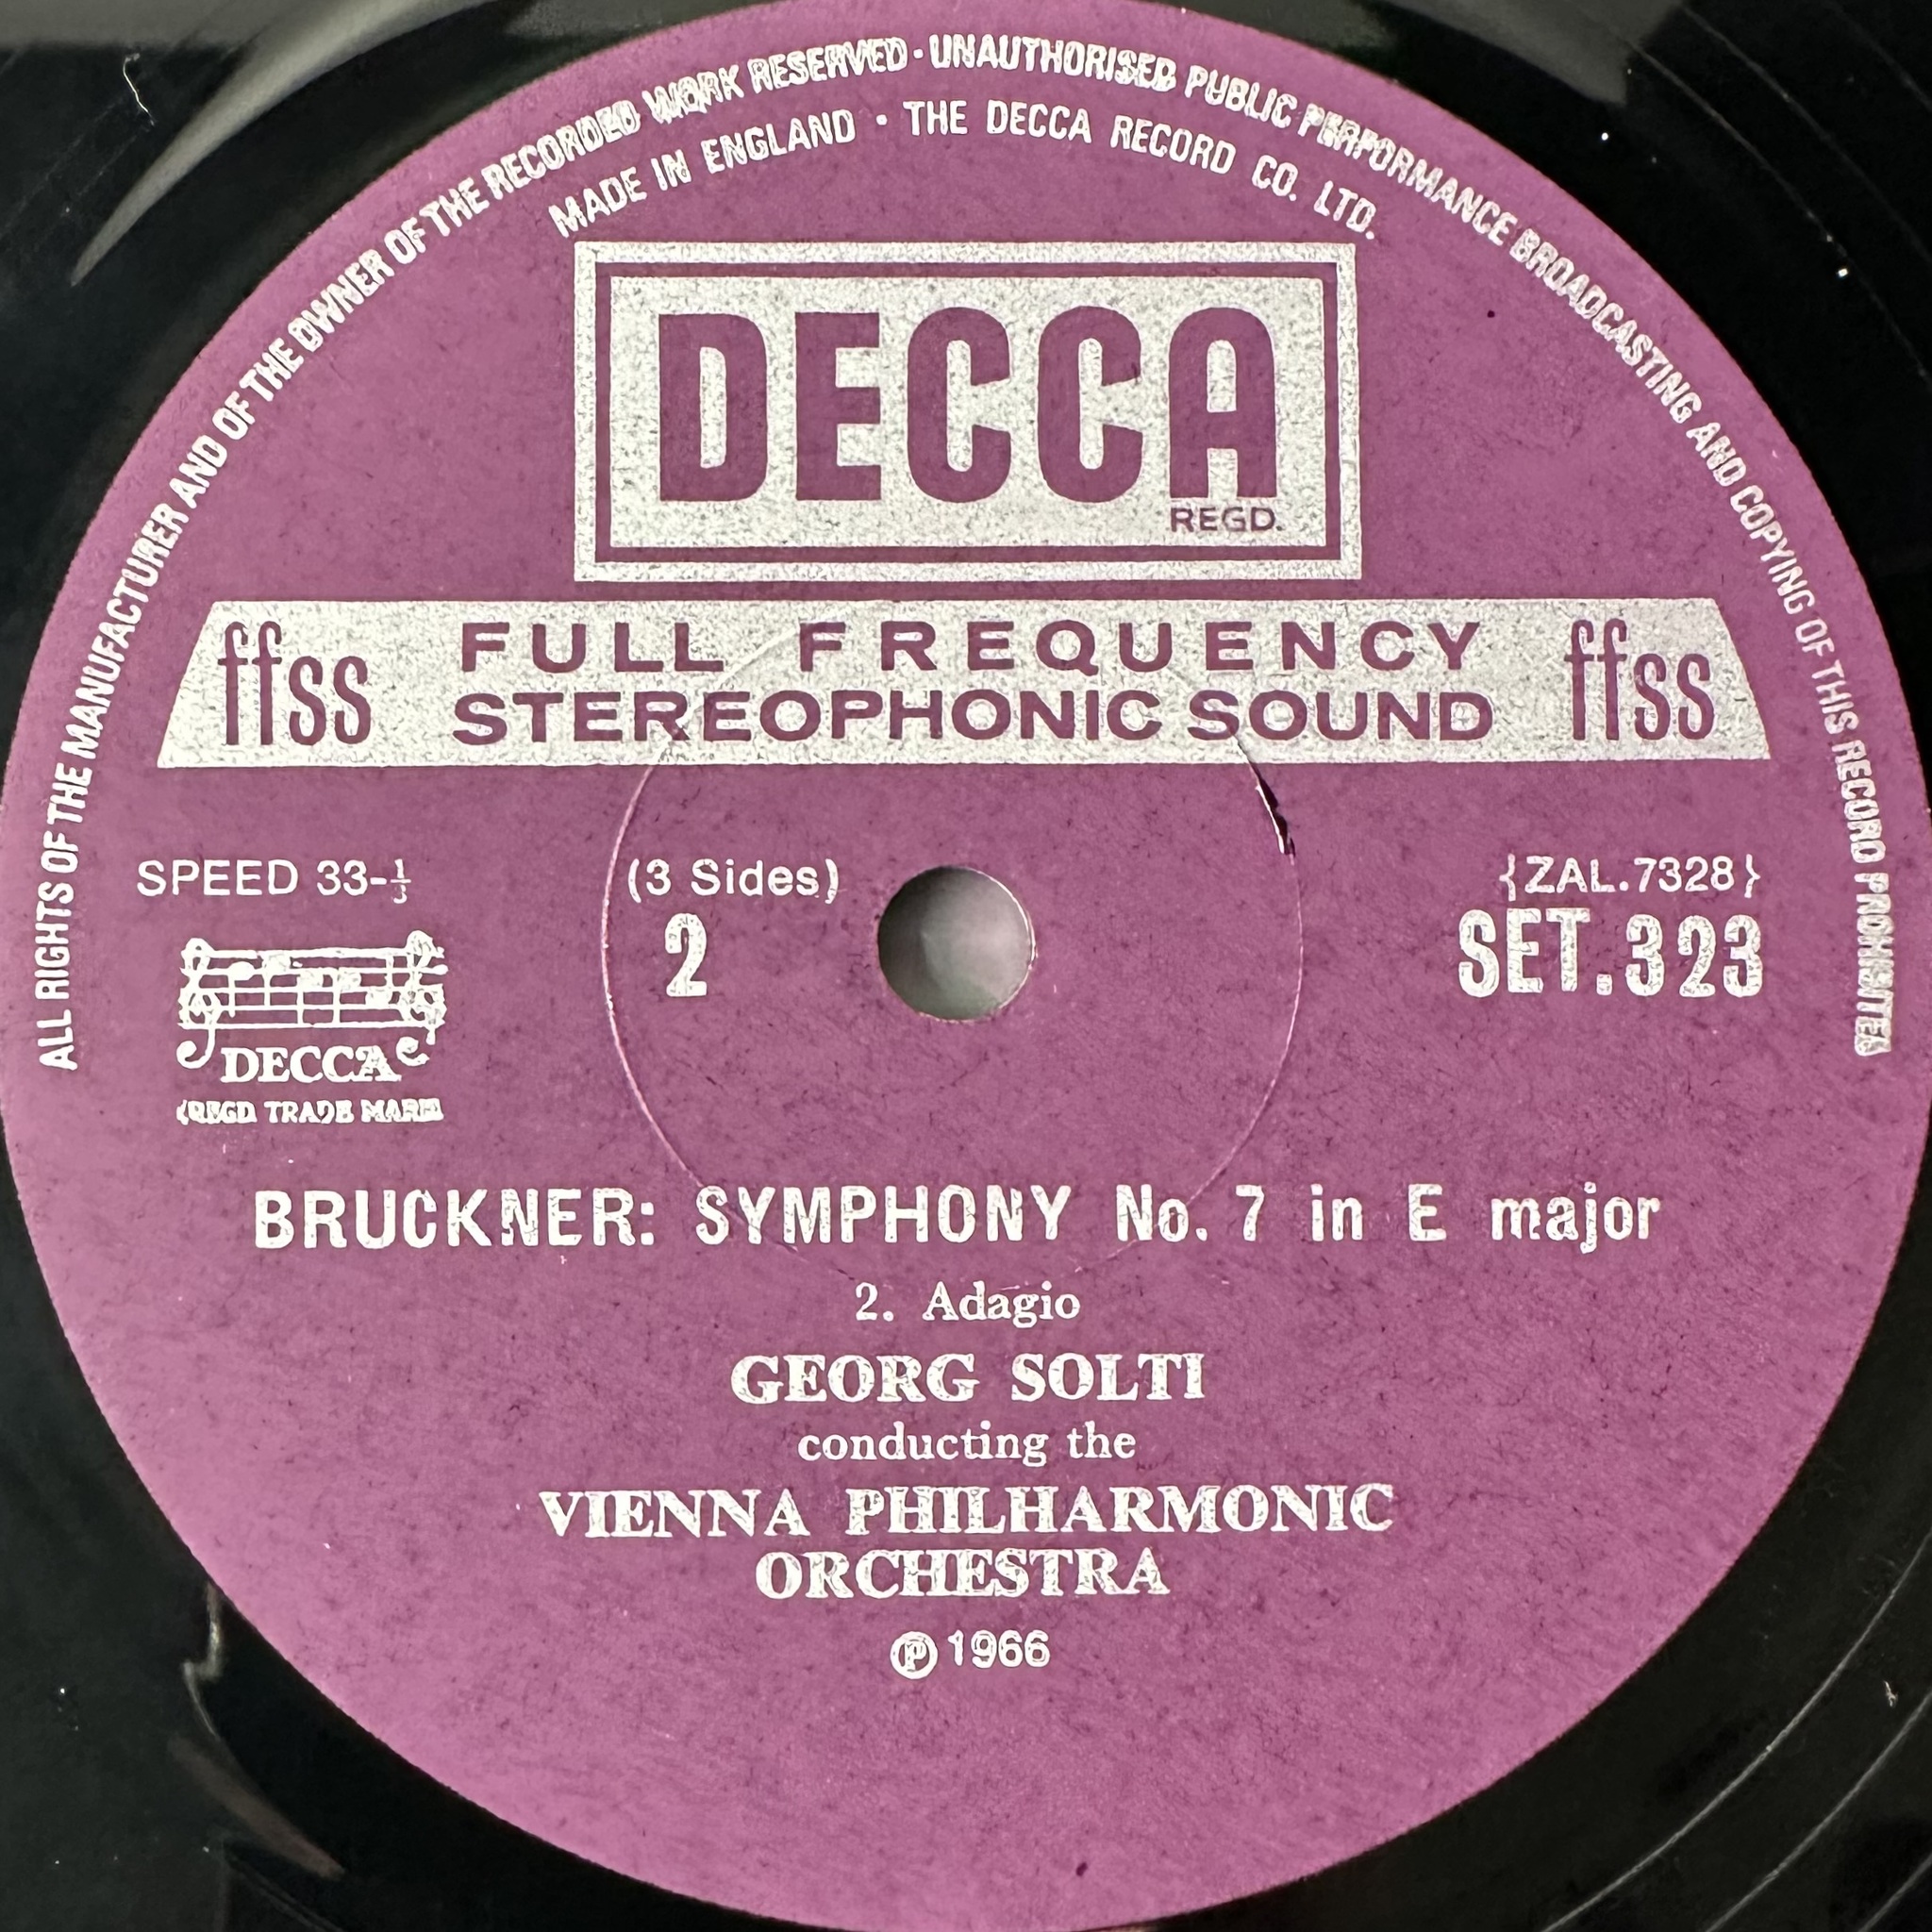 ALL RIGHTS OF THE MANUFACTURER AND OF THE OWNER OF THE RECORDED WORK RESERVED · UNAUTHORISED PUBLIC PERFORMANCE BROADCASTING AND COPYING OF THIS RECORD PROHIBITED
MADE IN ENGLAND · THE DECCA RECORD CO. LTD.
DECCA
REGD.
ffss FULL FREQUENCY STEREOPHONIC SOUND ffss
SPEED 33-⅓
(3 Sides)
2
{ZAL.7328}
SET.323
DECCA
(REGD TRADE MARK)
BRUCKNER: SYMPHONY No. 7 in E major
2. Adagio
GEORG SOLTI
conducting the
VIENNA PHILHARMONIC
ORCHESTRA
℗ 1966